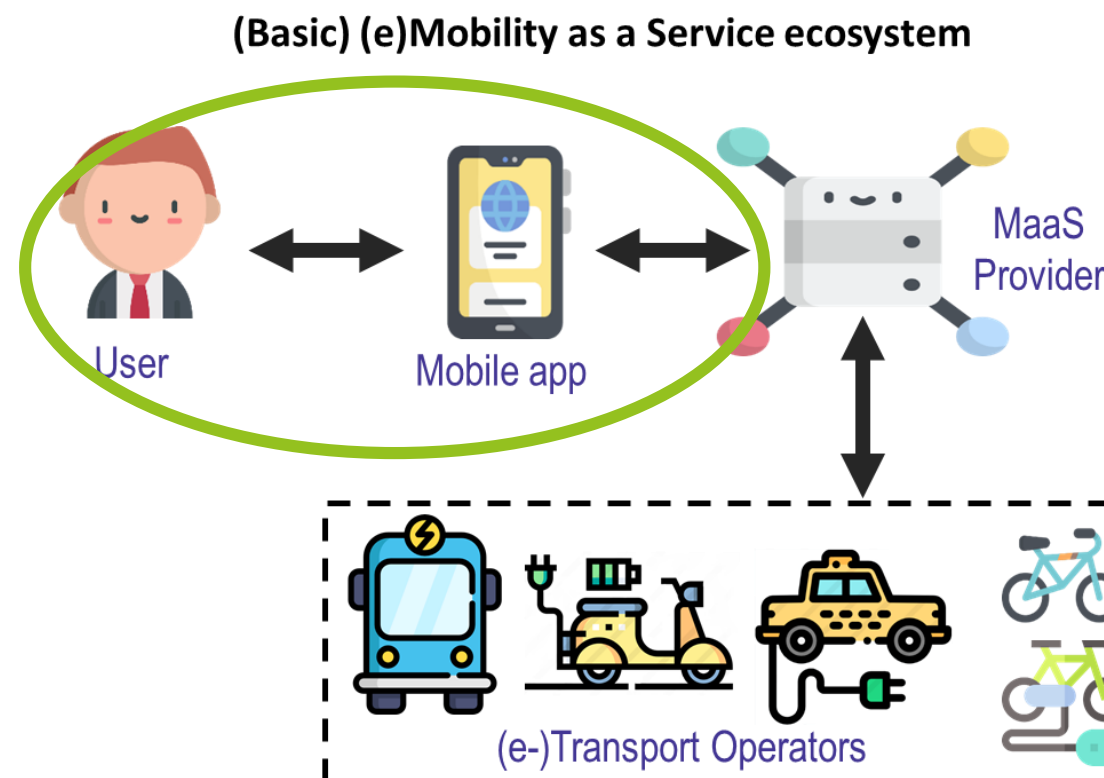 (Basic) (e)Mobility as a Service ecosystem
MaaS
Provider
User
Mobile app
(e-)Transport Operators